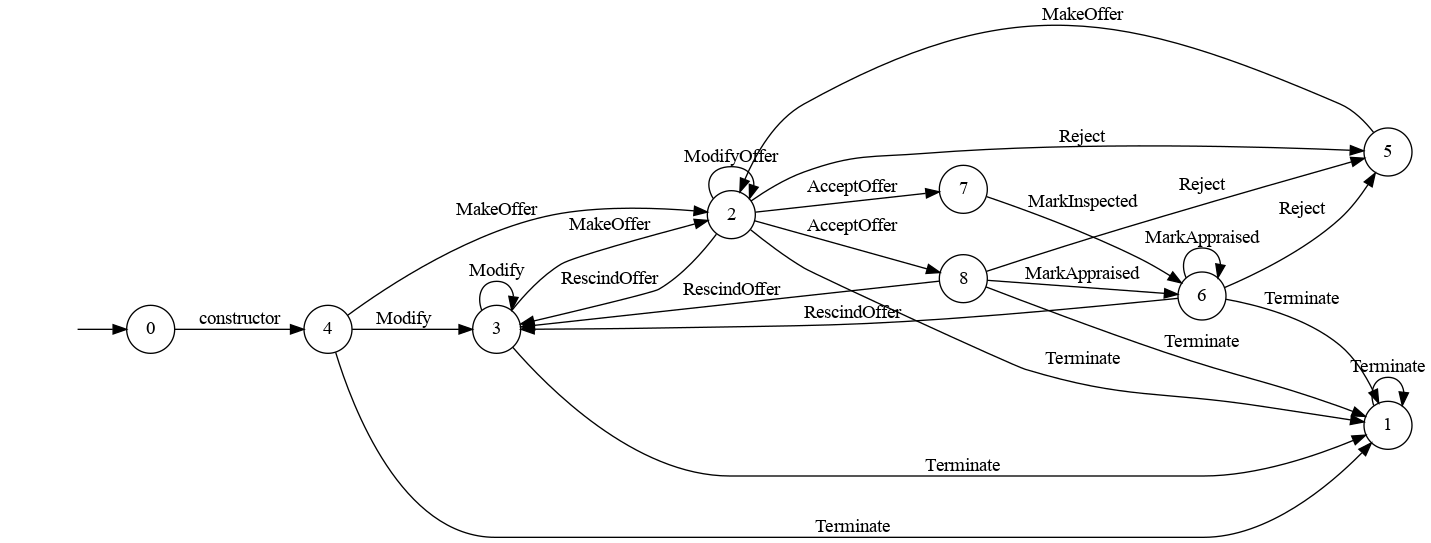 MakeOffer
Reject
ModifyOffer
5
AcceptOffer
7
MarkInspected
Reject
MakeOffer
2
Reject
MakeOffer
AcceptOffer
MarkAppraised
Modify
RescindOffer
8
MarkAppraised
6
RescindOffer
Terminate
RescindOffer
0
constructor
4
Modify
3
Terminate
Terminate
Terminate
1
Terminate
Terminate